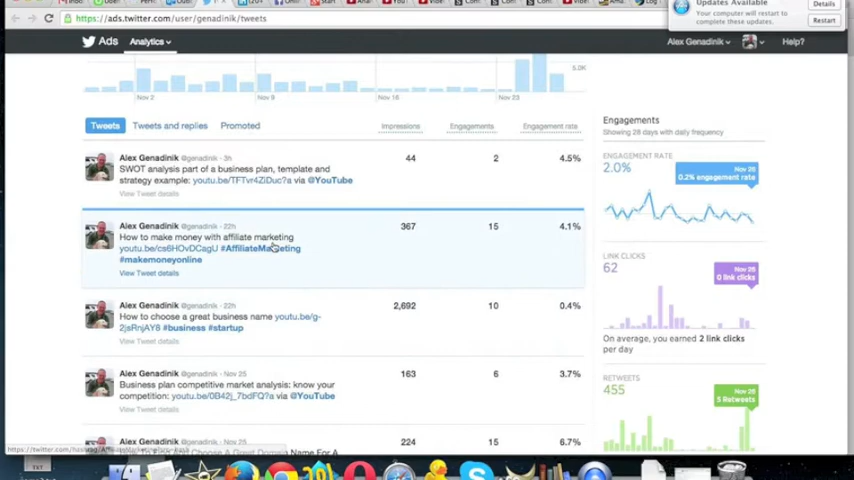 https://ads.twitter.com/user/genadinik/tweets
Updates Available
Your computer will restart to
complete these updates.
Details
Restart
Ads
Analytics
Alex Genadinik
Help?
5.0K
Nov 2
Nov 9
Nov 16
Nov 23
Tweets
Tweets and replies
Promoted
Impressions
Engagements
Engagement rate
Alex Genadinik @genadinik · 3h
SWOT analysis part of a business plan, template and
strategy example: youtu.be/TFTvr4ZiDuc?a via @YouTube
View Tweet details
44
2
4.5%
Alex Genadinik @genadinik · 22h
How to make money with affiliate marketing
youtu.be/cs6HOvDCagU #AffiliateMarketing
#makemoneyonline
View Tweet details
367
15
4.1%
Alex Genadinik @genadinik · 22h
How to choose a great business name youtu.be/g-
2jsRnjAY8 #business #startup
View Tweet details
2,692
10
0.4%
Alex Genadinik @genadinik · Nov 25
Business plan competitive market analysis: know your
competition: youtu.be/0B42j_7bdFQ?a via @YouTube
View Tweet details
163
6
3.7%
Alex Genadinik @genadinik · Nov 25
And Choose A Great Domain Name For A
224
15
6.7%
Engagements
Showing 28 days with daily frequency
ENGAGEMENT RATE
2.0%
Nov 26
0.2% engagement rate
LINK CLICKS
62
Nov 26
0 link clicks
On average, you earned 2 link clicks
per day
RETWEETS
455
Nov 26
5 Retweets
TXT